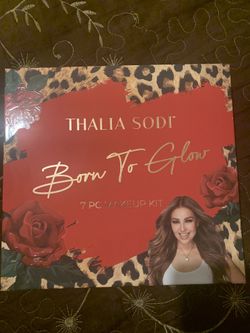 THALIA SODI
Born To Glow
7 PC MAKEUP KIT